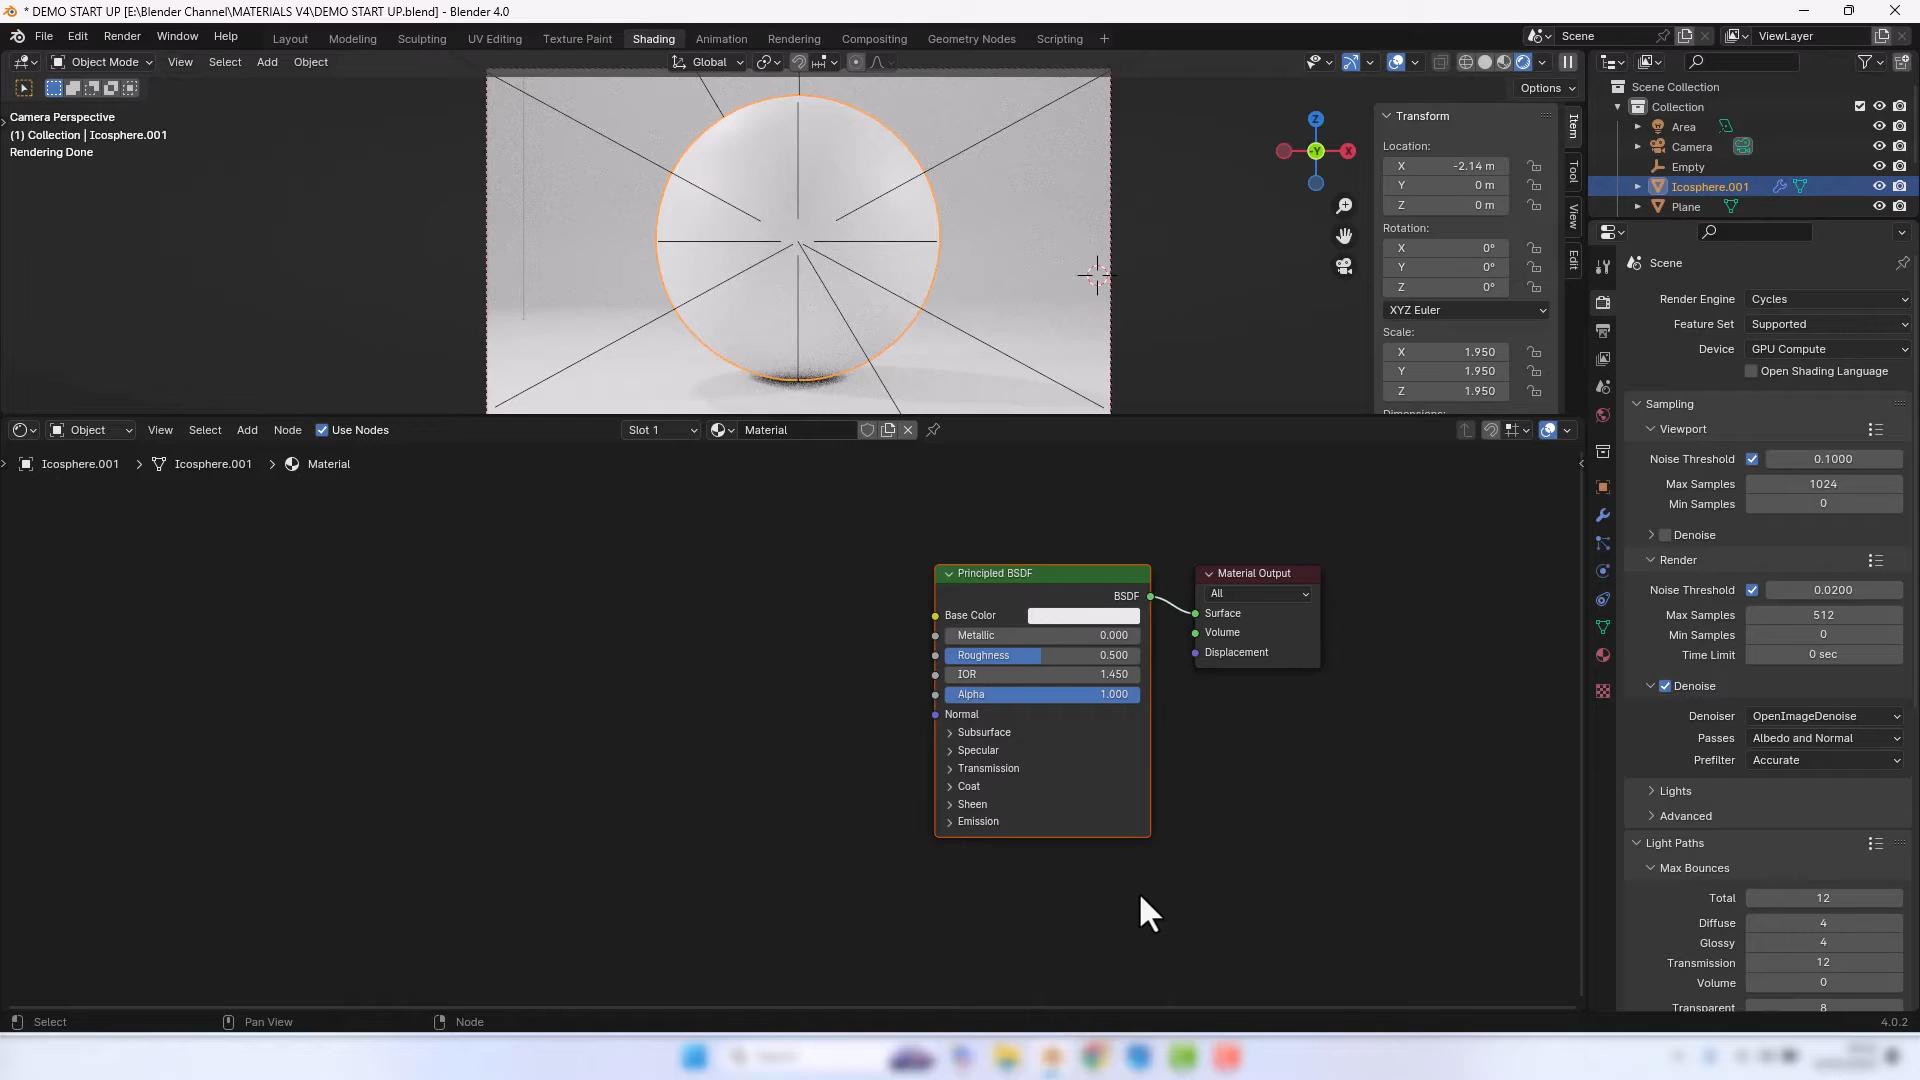 * DEMO START UP [E:\Blender Channel\MATERIALS V4\DEMO START UP.blend] - Blender 4.0
File Edit Render Window Help Layout Modeling Sculpting UV Editing Texture Paint Shading Animation Rendering Compositing Geometry Nodes Scripting + Scene ViewLayer
Object Mode View Select Add Object Global
Options
Camera Perspective
(1) Collection | Icosphere.001
Rendering Done
Z
-Y
X
Transform
Location:
X -2.14 m
Y 0 m
Z 0 m
Rotation:
X 0°
Y 0°
Z 0°
XYZ Euler
Scale:
X 1.950
Y 1.950
Z 1.950
Item
Tool
View
Edit
Scene Collection
Collection
Area
Camera
Empty
Icosphere.001
Plane
Scene
Render Engine Cycles
Feature Set Supported
Device GPU Compute
Open Shading Language
Sampling
Viewport
Noise Threshold 0.1000
Max Samples 1024
Min Samples 0
Denoise
Render
Noise Threshold 0.0200
Max Samples 512
Min Samples 0
Time Limit 0 sec
Denoise
Denoiser OpenImageDenoise
Passes Albedo and Normal
Prefilter Accurate
Lights
Advanced
Light Paths
Max Bounces
Total 12
Diffuse 4
Glossy 4
Transmission 12
Volume 0
Transparent 8
Object View Select Add Node Use Nodes Slot 1 Material
Icosphere.001 > Icosphere.001 > Material
Principled BSDF
BSDF
Base Color
Metallic 0.000
Roughness 0.500
IOR 1.450
Alpha 1.000
Normal
Subsurface
Specular
Transmission
Coat
Sheen
Emission
Material Output
All
Surface
Volume
Displacement
Select Pan View Node 4.0.2